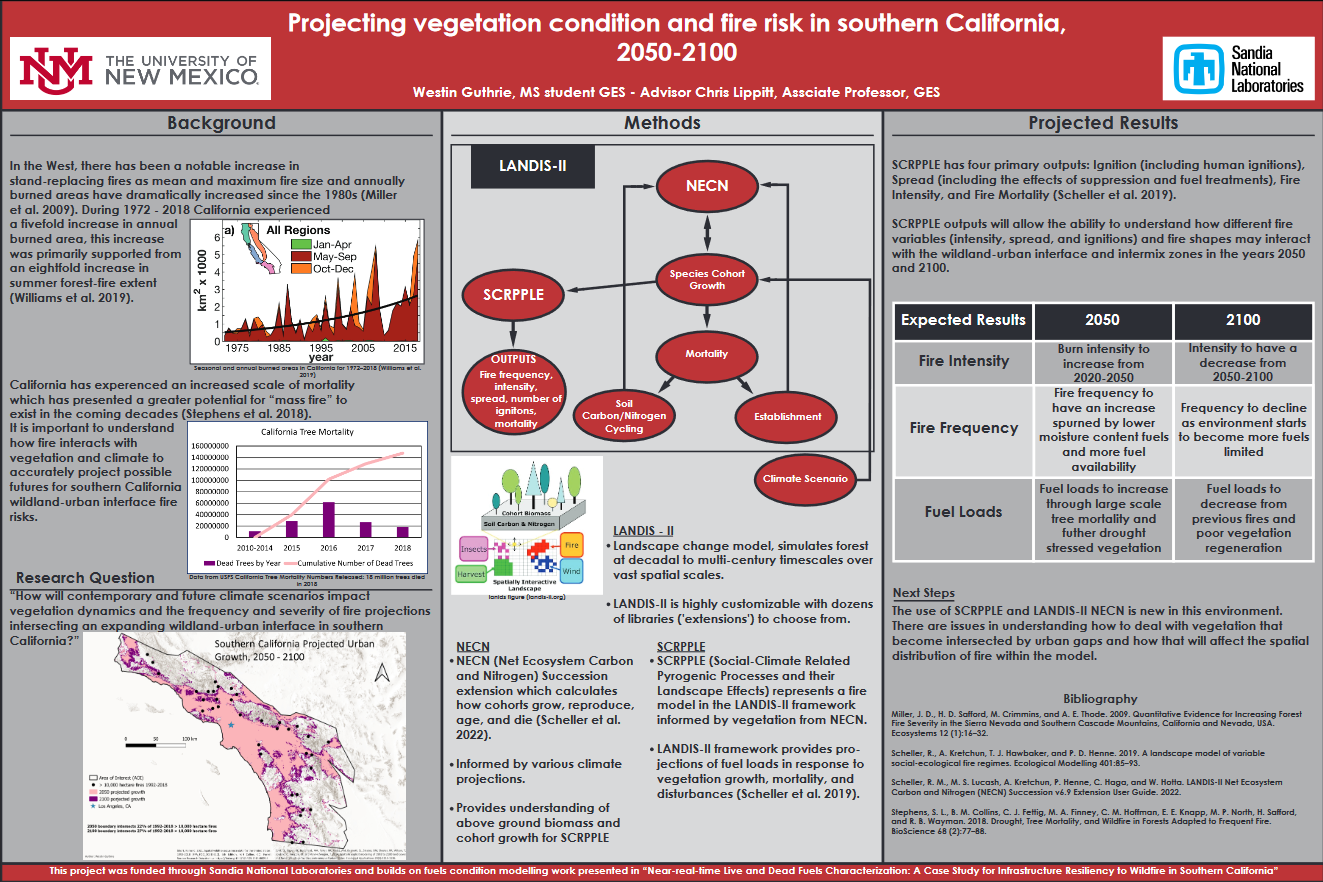 Projecting vegetation condition and fire risk in southern California,
2050-2100
THE UNIVERSITY OF
NEW MEXICO
Sandia
National
Laboratories
Westin Guthrie, MS student GES - Advisor Chris Lippitt, Assciate Professor, GES
Background
In the West, there has been a notable increase in
stand-replacing fires as mean and maximum fire size and annually
burned areas have dramatically increased since the 1980s (Miller
et al. 2009). During 1972 - 2018 California experienced
a fivefold increase in annual
burned area, this increase
was primarily supported from
an eightfold increase in
summer forest-fire extent
(Williams et al. 2019).
a) All Regions
Jan-Apr
May-Sep
Oct-Dec
km² x 1000
6
5
4
3
2
1
0
1975 1985 1995 2005 2015
year
Seasonal and annual burned areas in California for 1972–2018 (Williams et al.
2019).
California has experenced an increased scale of mortality
which has presented a greater potential for “mass fire” to
exist in the coming decades (Stephens et al. 2018).
It is important to understand
how fire interacts with
vegetation and climate to
accurately project possible
futures for southern California
wildland-urban interface fire
risks.
California Tree Mortality
160000000
140000000
120000000
100000000
80000000
60000000
40000000
20000000
0
2010-2014 2015 2016 2017 2018
Dead Trees by Year Cumulative Number of Dead Trees
Data from USFS California Tree Mortality Numbers Released: 18 million trees died
in 2018
Research Question
“How will contemporary and future climate scenarios impact
vegetation dynamics and the frequency and severity of fire projections
intersecting an expanding wildland-urban interface in southern
California?”
Southern California Projected Urban
Growth, 2050 - 2100
0 50 100 km
Area of Interest (AOI)
> 10,000 hectare fires 1992-2018
2050 projected growth
2100 projected growth
Los Angeles, CA
Methods
LANDIS-II
NECN
SCRPPLE
Species Cohort
Growth
OUTPUTS
Fire frequency,
intensity,
spread, number of
ignitons,
mortality
Mortality
Soil
Carbon/Nitrogen
Cycling
Establishment
Climate Scenario
Cohort Biomass
Soil Carbon & Nitrogen
Insects
Fire
Harvest
Wind
Spatially Interactive
Landscape
landis figure (landis-ii.org)
LANDIS - II
• Landscape change model, simulates forest
at decadal to multi-century timescales over
vast spatial scales.
• LANDIS-II is highly customizable with dozens
of libraries ('extensions') to choose from.
NECN
• NECN (Net Ecosystem Carbon
and Nitrogen) Succession
extension which calculates
how cohorts grow, reproduce,
age, and die (Scheller et al.
2022).
• Informed by various climate
projections.
• Provides understanding of
above ground biomass and
cohort growth for SCRPPLE
SCRPPLE
• SCRPPLE (Social-Climate Related
Pyrogenic Processes and their
Landscape Effects) represents a fire
model in the LANDIS-II framework
informed by vegetation from NECN.
• LANDIS-II framework provides pro-
jections of fuel loads in response to
vegetation growth, mortality, and
disturbances (Scheller et al. 2019).
Projected Results
SCRPPLE has four primary outputs: Ignition (including human ignitions),
Spread (including the effects of suppression and fuel treatments), Fire
Intensity, and Fire Mortality (Scheller et al. 2019).
SCRPPLE outputs will allow the ability to understand how different fire
variables (intensity, spread, and ignitions) and fire shapes may interact
with the wildland-urban interface and intermix zones in the years 2050
and 2100.
Expected Results 2050 2100
Fire Intensity
Burn intensity to
increase from
2020-2050
Intensity to have a
decrease from
2050-2100
Fire Frequency
Fire frequency to
have an increase
spurned by lower
moisture content fuels
and more fuel
availability
Frequency to decline
as environment starts
to become more fuels
limited
Fuel Loads
Fuel loads to increase
through large scale
tree mortality and
futher drought
stressed vegetation
Fuel loads to
decrease from
previous fires and
poor vegetation
regeneration
Next Steps
The use of SCRPPLE and LANDIS-II NECN is new in this environment.
There are issues in understanding how to deal with vegetation that
become intersected by urban gaps and how that will affect the spatial
distribution of fire within the model.
Bibliography
Miller, J. D., H. D. Safford, M. Crimmins, and A. E. Thode. 2009. Quantitative Evidence for Increasing Forest
Fire Severity in the Sierra Nevada and Southern Cascade Mountains, California and Nevada, USA.
Ecosystems 12 (1):16–32.
Scheller, R., A. Kretchun, T. J. Hawbaker, and P. D. Henne. 2019. A landscape model of variable
social-ecological fire regimes. Ecological Modelling 401:85–93.
Scheller, R. M., M. S. Lucash, A. Kretchun, P. Henne, C. Haga, and W. Hotta. LANDIS-II Net Ecosystem
Carbon and Nitrogen (NECN) Succession v6.9 Extension User Guide. 2022.
Stephens, S. L., B. M. Collins, C. J. Fettig, M. A. Finney, C. M. Hoffman, E. E. Knapp, M. P. North, H. Safford,
and R. B. Wayman. 2018. Drought, Tree Mortality, and Wildfire in Forests Adapted to Frequent Fire.
BioScience 68 (2):77–88.
This project was funded through Sandia National Laboratories and builds on fuels condition modelling work presented in “Near-real-time Live and Dead Fuels Characterization: A Case Study for Infrastructure Resiliency to Wildfire in Southern California”